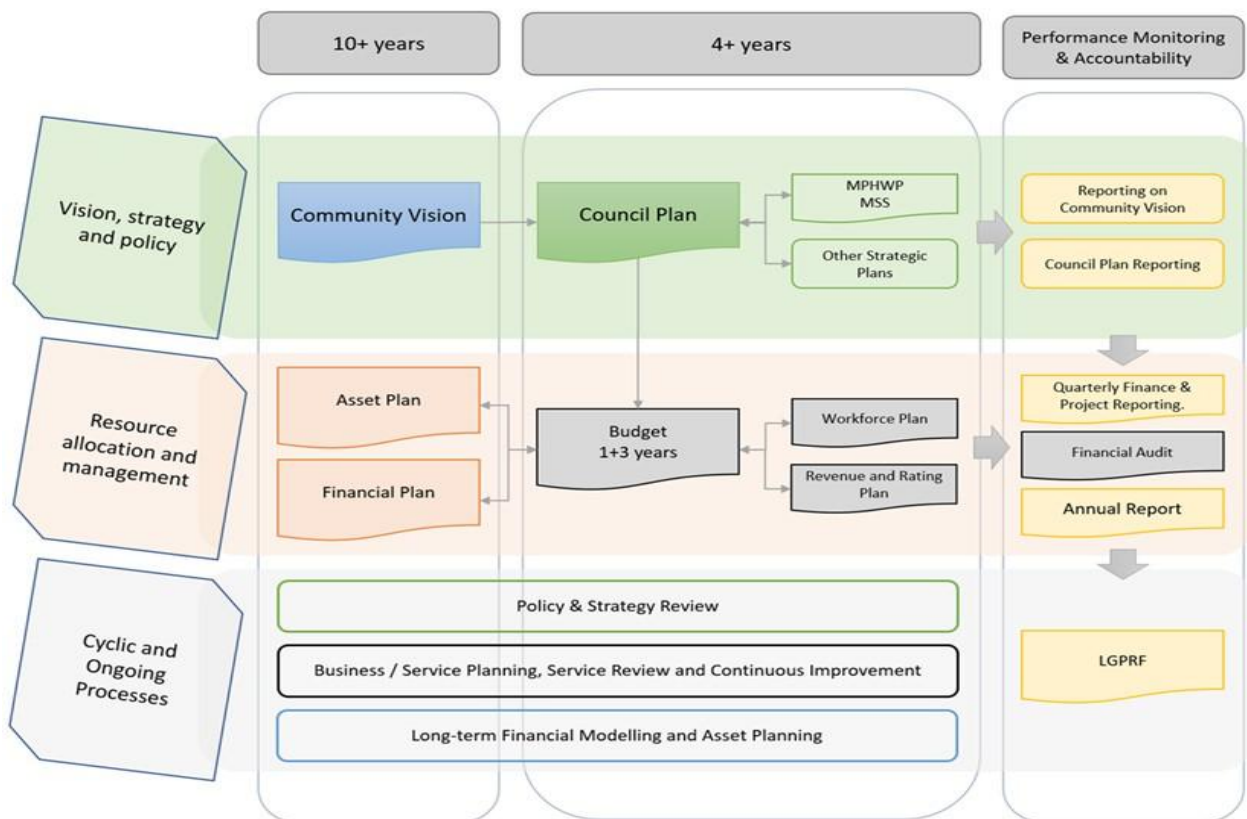 10+ years
4+ years
Performance Monitoring
& Accountability
Vision, strategy
and policy
Community Vision
Council Plan
MPHWP
MSS
Other Strategic
Plans
Reporting on
Community Vision
Council Plan Reporting
Resource
allocation and
management
Asset Plan
Financial Plan
Budget
1+3 years
Workforce Plan
Revenue and Rating
Plan
Quarterly Finance &
Project Reporting.
Financial Audit
Annual Report
Cyclic and
Ongoing
Processes
Policy & Strategy Review
Business / Service Planning, Service Review and Continuous Improvement
Long-term Financial Modelling and Asset Planning
LGPRF